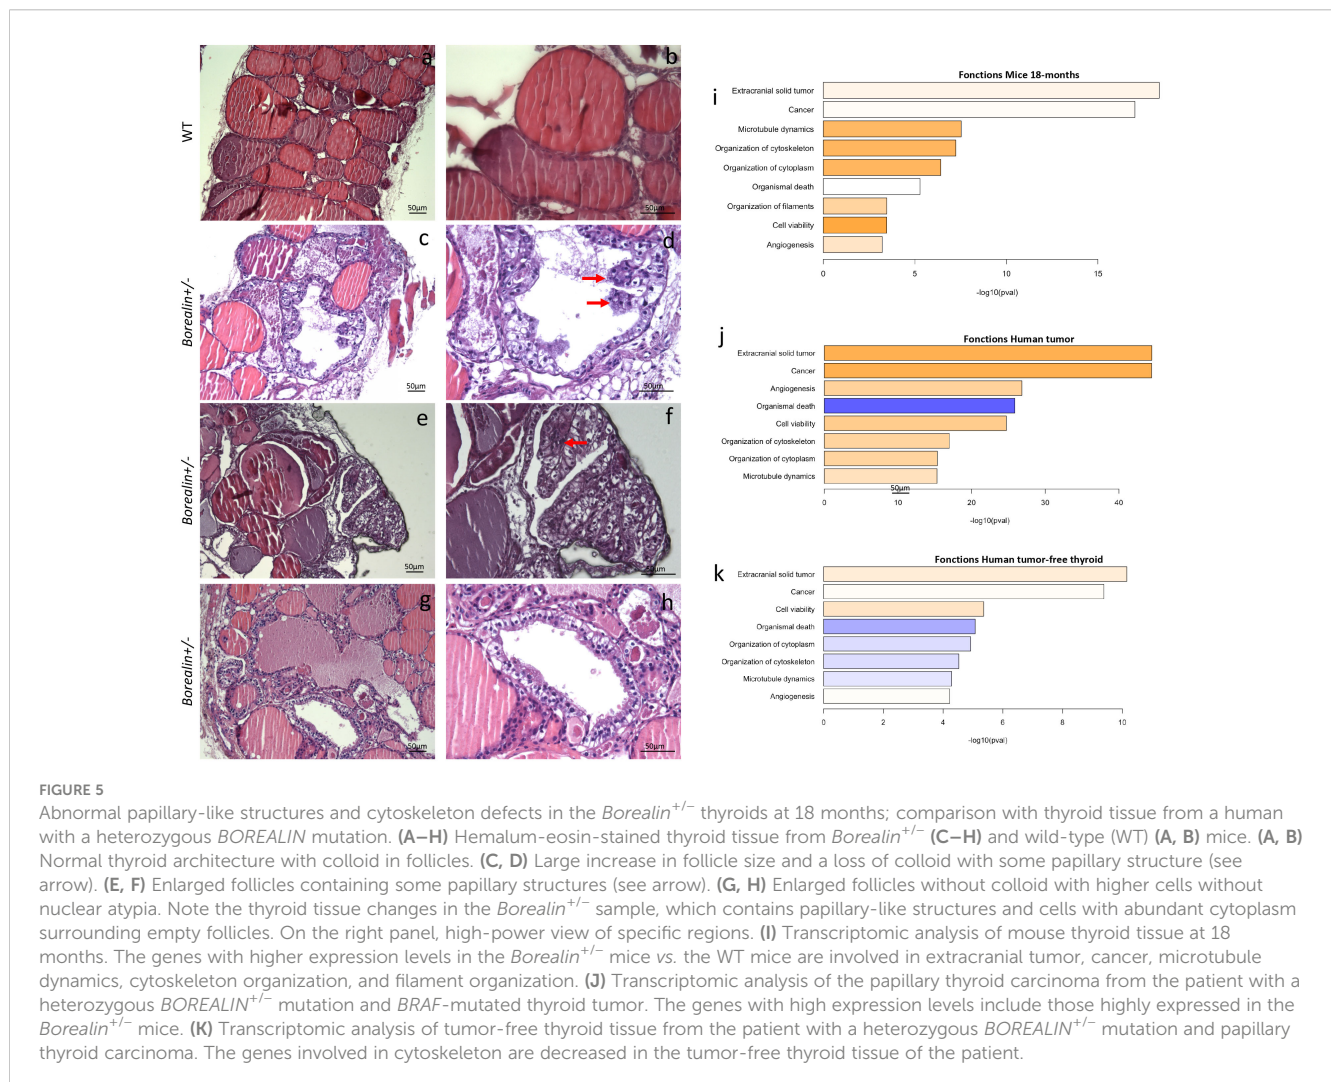 a
b
WT
50µm
50µm
c
d
Borealin+/-
50µm
50µm
e
f
Borealin+/-
50µm
50µm
g
h
Borealin+/-
50µm
50µm
i
Fonctions Mice 18-months
Extracranial solid tumor
Cancer
Microtubule dynamics
Organization of cytoskeleton
Organization of cytoplasm
Organismal death
Organization of filaments
Cell viability
Angiogenesis
0 5 10 15
-log10(pval)
j
Fonctions Human tumor
Extracranial solid tumor
Cancer
Angiogenesis
Organismal death
Cell viability
Organization of cytoskeleton
Organization of cytoplasm
Microtubule dynamics
50µm
0 10 20 30 40
-log10(pval)
k
Fonctions Human tumor-free thyroid
Extracranial solid tumor
Cancer
Cell viability
Organismal death
Organization of cytoplasm
Organization of cytoskeleton
Microtubule dynamics
Angiogenesis
0 2 4 6 8 10
-log10(pval)
FIGURE 5
Abnormal papillary-like structures and cytoskeleton defects in the Borealin+/− thyroids at 18 months; comparison with thyroid tissue from a human
with a heterozygous BOREALIN mutation. (A–H) Hemalum-eosin-stained thyroid tissue from Borealin+/− (C–H) and wild-type (WT) (A, B) mice. (A, B)
Normal thyroid architecture with colloid in follicles. (C, D) Large increase in follicle size and a loss of colloid with some papillary structure (see
arrow). (E, F) Enlarged follicles containing some papillary structures (see arrow). (G, H) Enlarged follicles without colloid with higher cells without
nuclear atypia. Note the thyroid tissue changes in the Borealin+/− sample, which contains papillary-like structures and cells with abundant cytoplasm
surrounding empty follicles. On the right panel, high-power view of specific regions. (I) Transcriptomic analysis of mouse thyroid tissue at 18
months. The genes with higher expression levels in the Borealin+/− mice vs. the WT mice are involved in extracranial tumor, cancer, microtubule
dynamics, cytoskeleton organization, and filament organization. (J) Transcriptomic analysis of the papillary thyroid carcinoma from the patient with a
heterozygous BOREALIN+/− mutation and BRAF-mutated thyroid tumor. The genes with high expression levels include those highly expressed in the
Borealin+/− mice. (K) Transcriptomic analysis of tumor-free thyroid tissue from the patient with a heterozygous BOREALIN+/− mutation and papillary
thyroid carcinoma. The genes involved in cytoskeleton are decreased in the tumor-free thyroid tissue of the patient.